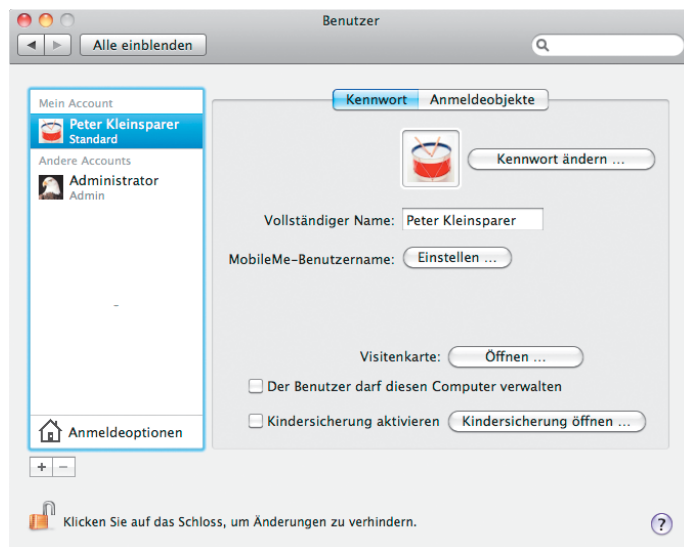 Benutzer
Alle einblenden
Kennwort Anmeldeobjekte
Mein Account
Peter Kleinsparer
Standard
Andere Accounts
Administrator
Admin
Anmeldeoptionen
+ −
Kennwort ändern ...
Vollständiger Name: Peter Kleinsparer
MobileMe-Benutzername: Einstellen ...
Visitenkarte: Öffnen ...
Der Benutzer darf diesen Computer verwalten
Kindersicherung aktivieren Kindersicherung öffnen ...
Klicken Sie auf das Schloss, um Änderungen zu verhindern.
?